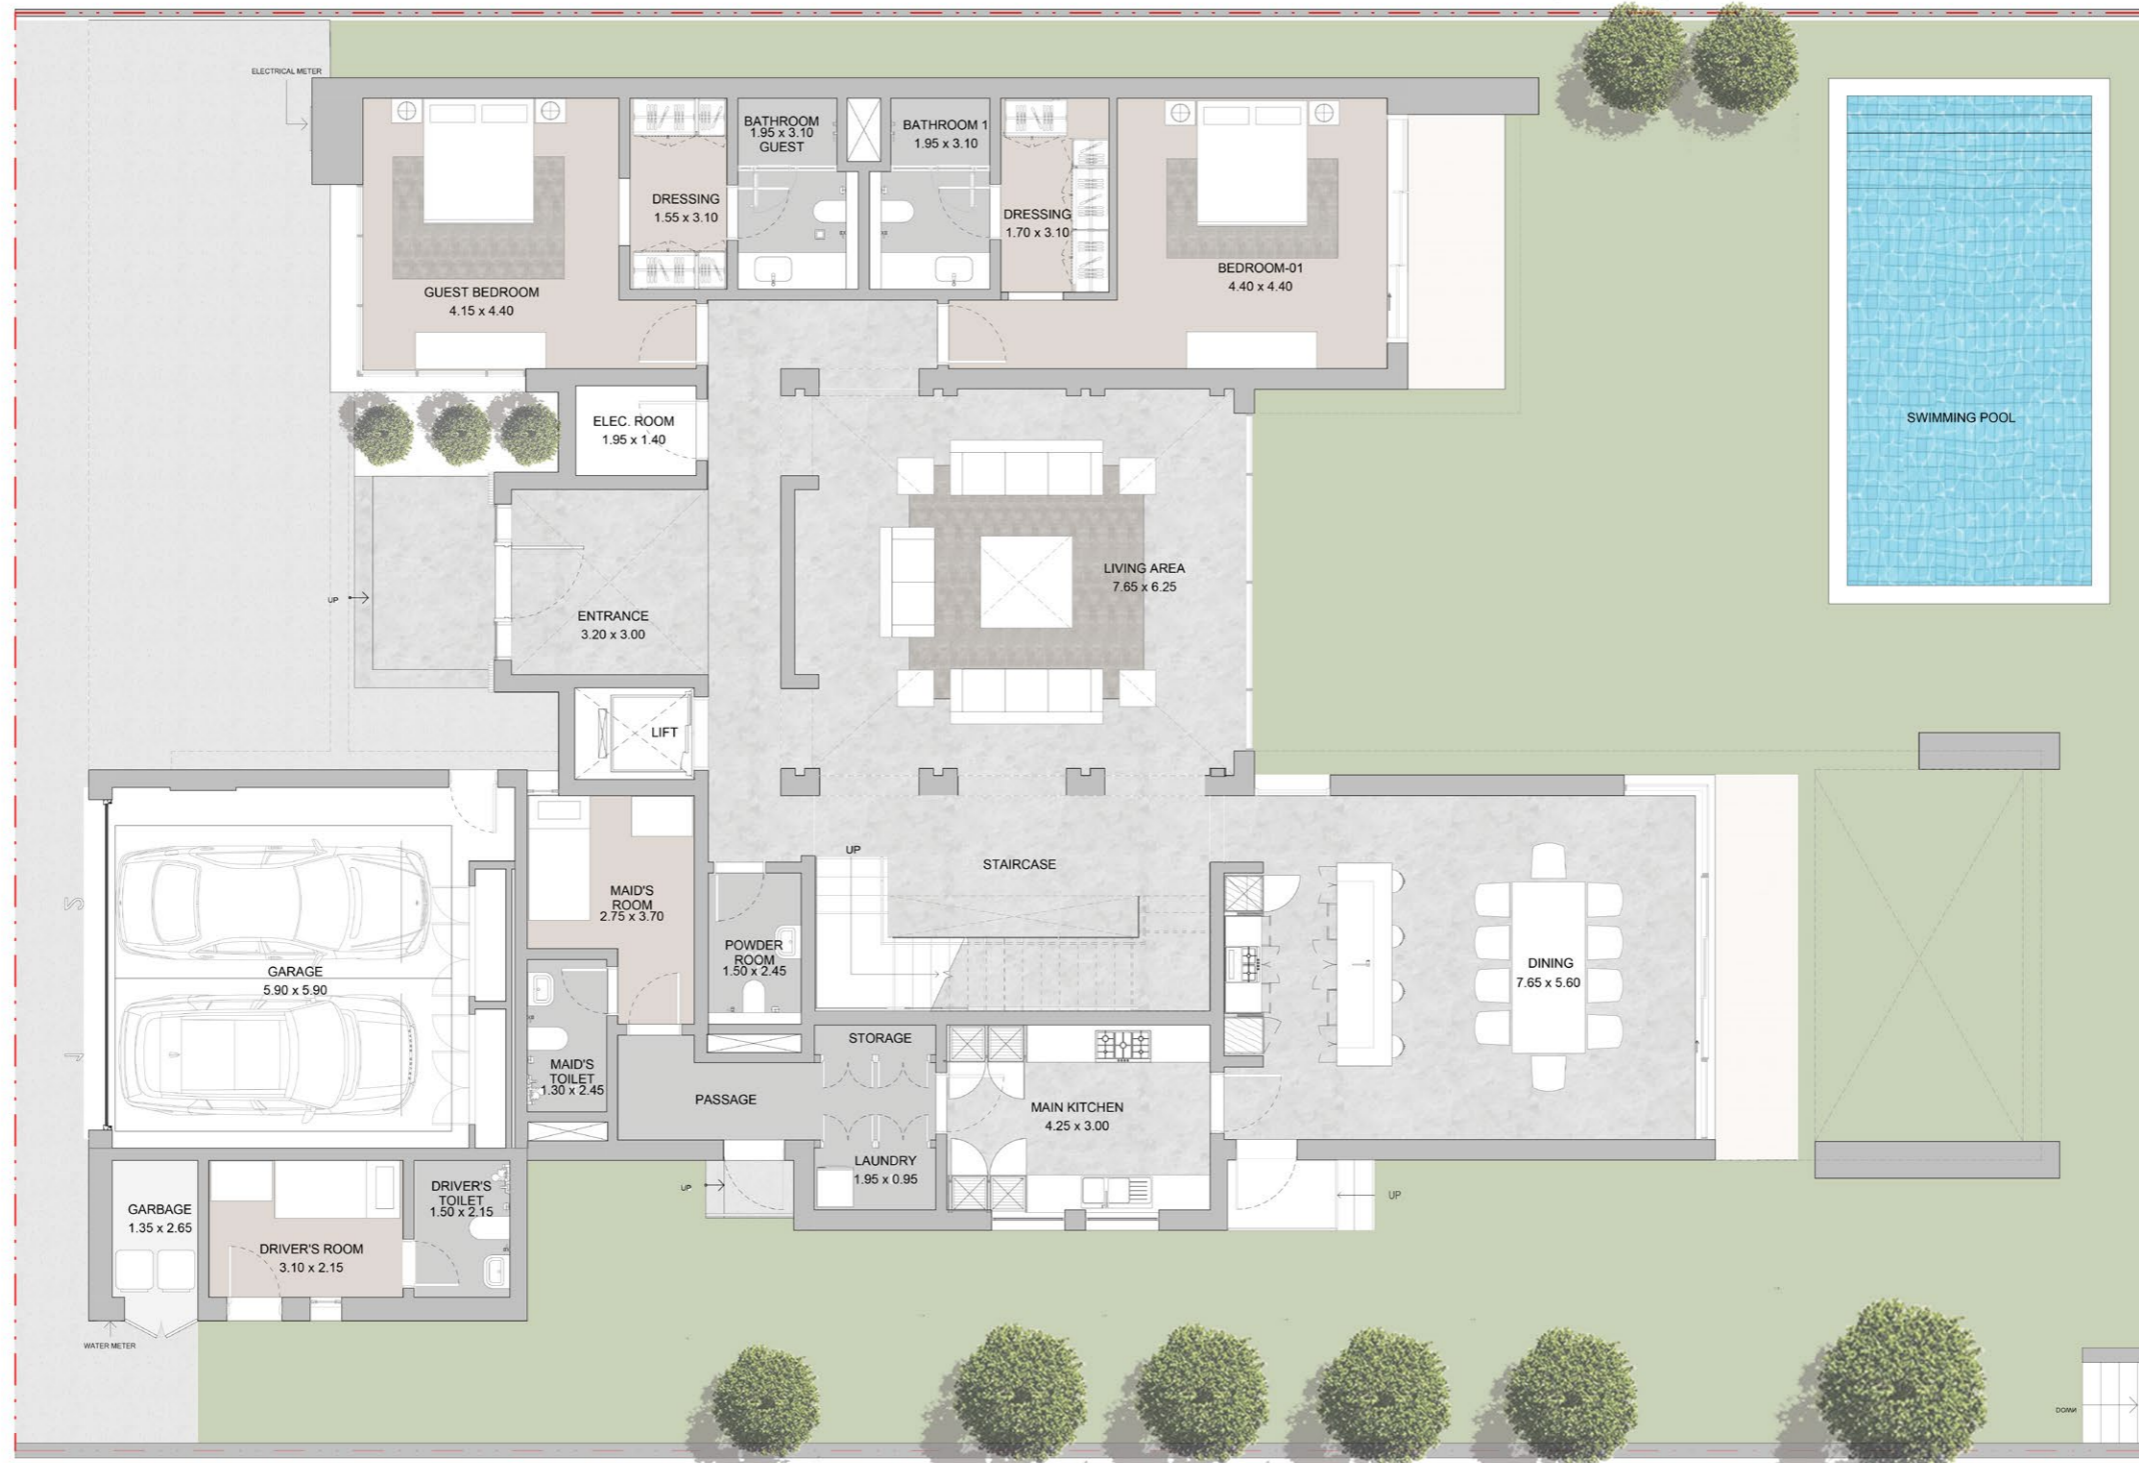 ELECTRICAL METER
BATHROOM
1.95 x 3.10
GUEST
BATHROOM 1
1.95 x 3.10
DRESSING
1.55 x 3.10
DRESSING
1.70 x 3.10
GUEST BEDROOM
4.15 x 4.40
BEDROOM-01
4.40 x 4.40
ELEC. ROOM
1.95 x 1.40
SWIMMING POOL
LIVING AREA
7.65 x 6.25
UP
ENTRANCE
3.20 x 3.00
LIFT
UP
STAIRCASE
MAID'S
ROOM
2.75 x 3.70
2
POWDER
ROOM
1.50 x 2.45
GARAGE
5.90 x 5.90
DINING
7.65 x 5.60
STORAGE
1
MAID'S
TOILET
1.30 x 2.45
PASSAGE
MAIN KITCHEN
4.25 x 3.00
LAUNDRY
1.95 x 0.95
UP
UP
DRIVER'S
TOILET
1.50 x 2.15
GARBAGE
1.35 x 2.65
DRIVER'S ROOM
3.10 x 2.15
WATER METER
DOWN